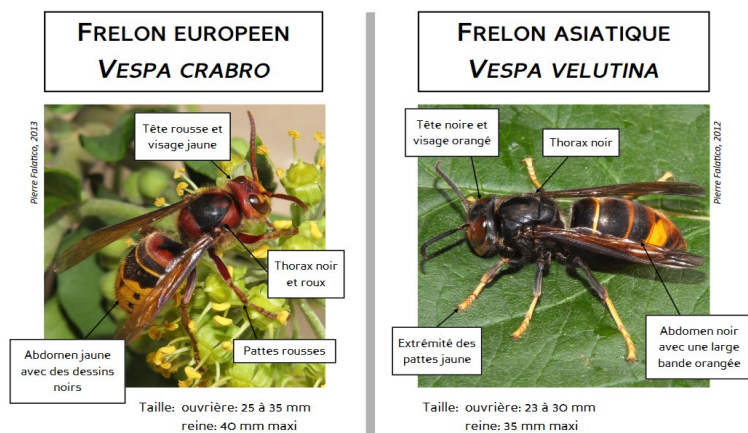 FRELON EUROPEEN
VESPA CRABRO
Pierre Falatico, 2013
Tête rousse et
visage jaune
Thorax noir
et roux
Pattes rousses
Abdomen jaune
avec des dessins
noirs
Taille: ouvrière: 25 à 35 mm
reine: 40 mm maxi
FRELON ASIATIQUE
VESPA VELUTINA
Pierre Falatico, 2012
Tête noire et
visage orangé
Thorax noir
Extrêmité des
pattes jaune
Abdomen noir
avec une large
bande orangée
Taille: ouvrière: 23 à 30 mm
reine: 35 mm maxi